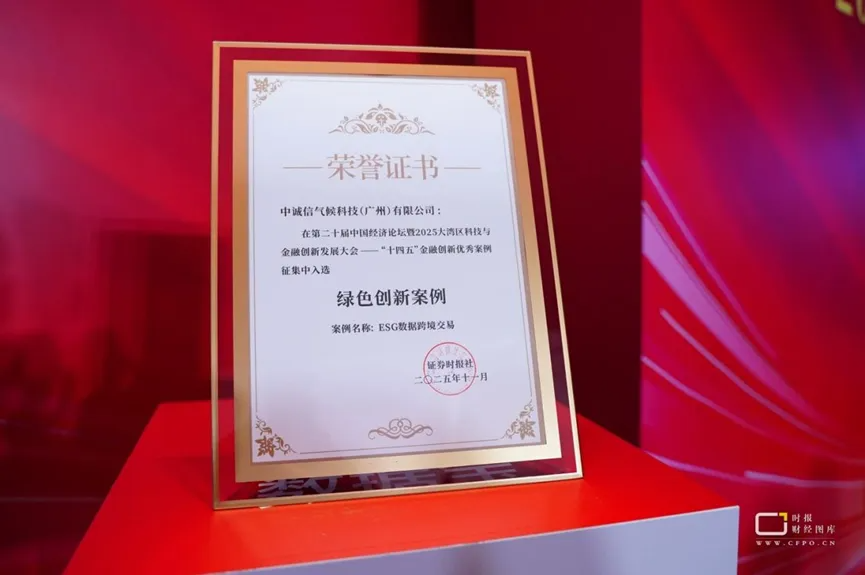 荣誉证书
中诚信气候科技(广州)有限公司：
在第二十届中国经济论坛暨2025大湾区科技与
金融创新发展大会——“十四五”金融创新优秀案例
征集中入选
绿色创新案例
案例名称: ESG数据跨境交易
证券时报社
二〇二五年十一月
时报
财经图库
WWW.CFPO.CN